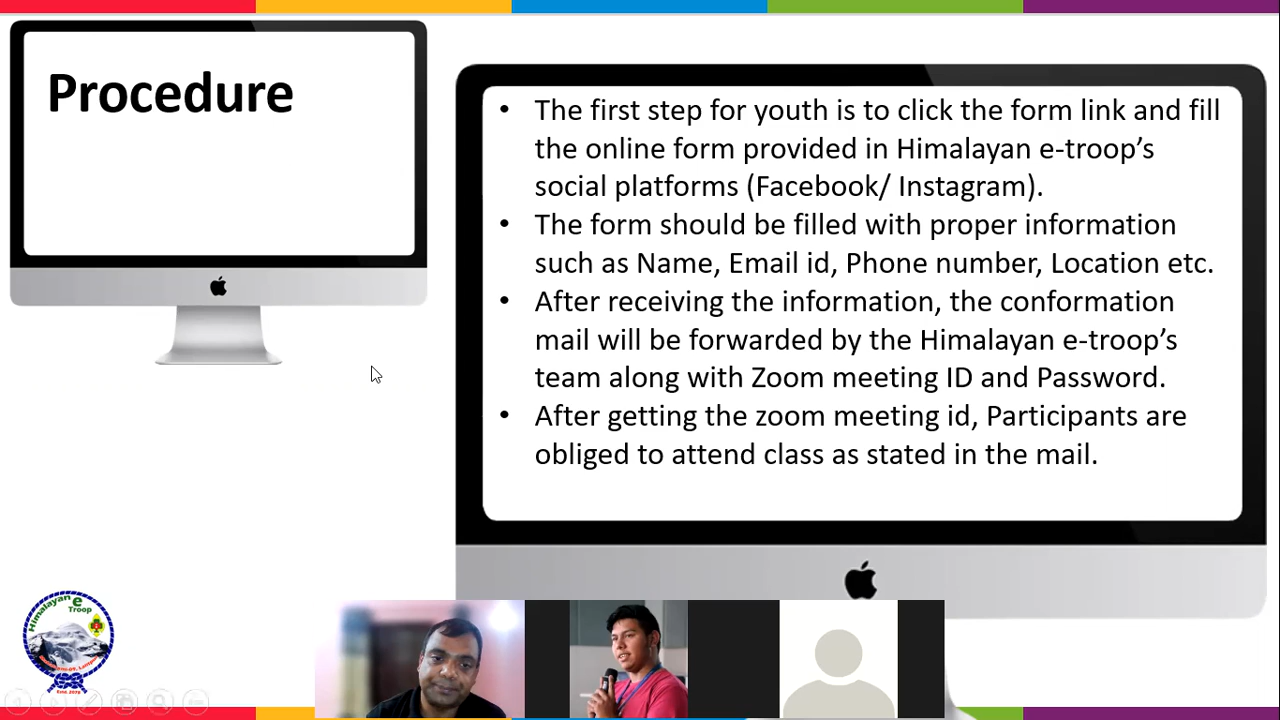 Procedure
• The first step for youth is to click the form link and fill
the online form provided in Himalayan e-troop’s
social platforms (Facebook/ Instagram).
• The form should be filled with proper information
such as Name, Email id, Phone number, Location etc.
• After receiving the information, the conformation
mail will be forwarded by the Himalayan e-troop’s
team along with Zoom meeting ID and Password.
• After getting the zoom meeting id, Participants are
obliged to attend class as stated in the mail.
Himalayan e
Troop